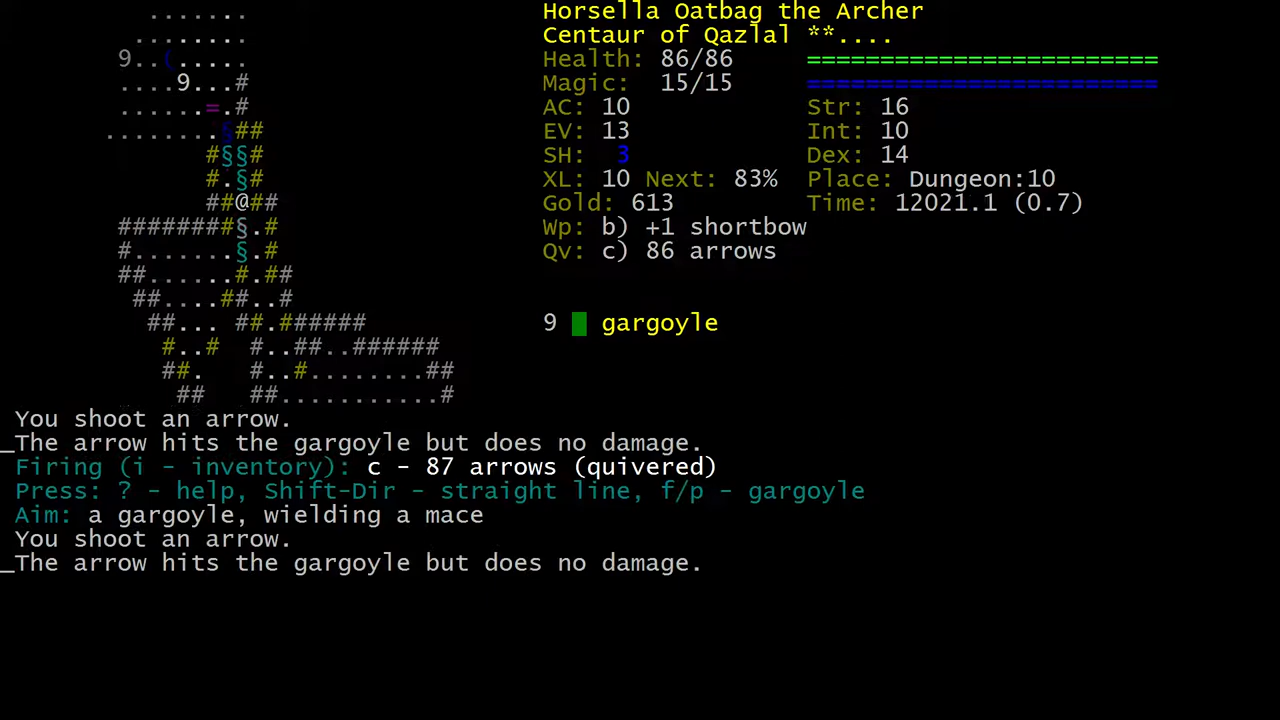 Horsella Oatbag the Archer
Centaur of Qazlal **....
Health: 86/86 ========================
Magic: 15/15 ========================
AC: 10 Str: 16
EV: 13 Int: 10
SH: 3 Dex: 14
XL: 10 Next: 83% Place: Dungeon:10
Gold: 613 Time: 12021.1 (0.7)
Wp: b) +1 shortbow
Qv: c) 86 arrows
9 gargoyle
.......
........
9..(.....
....9...#
......=.#
........§##
#§§#
#.§#
##@##
########§.#
#.......§.#
##......#.##
##....##..#
##... ##.######
#..# #..##..######
##. #..#........##
## ##...........#
You shoot an arrow.
_The arrow hits the gargoyle but does no damage.
Firing (i - inventory): c - 87 arrows (quivered)
Press: ? - help, Shift-Dir - straight line, f/p - gargoyle
Aim: a gargoyle, wielding a mace
You shoot an arrow.
_The arrow hits the gargoyle but does no damage.